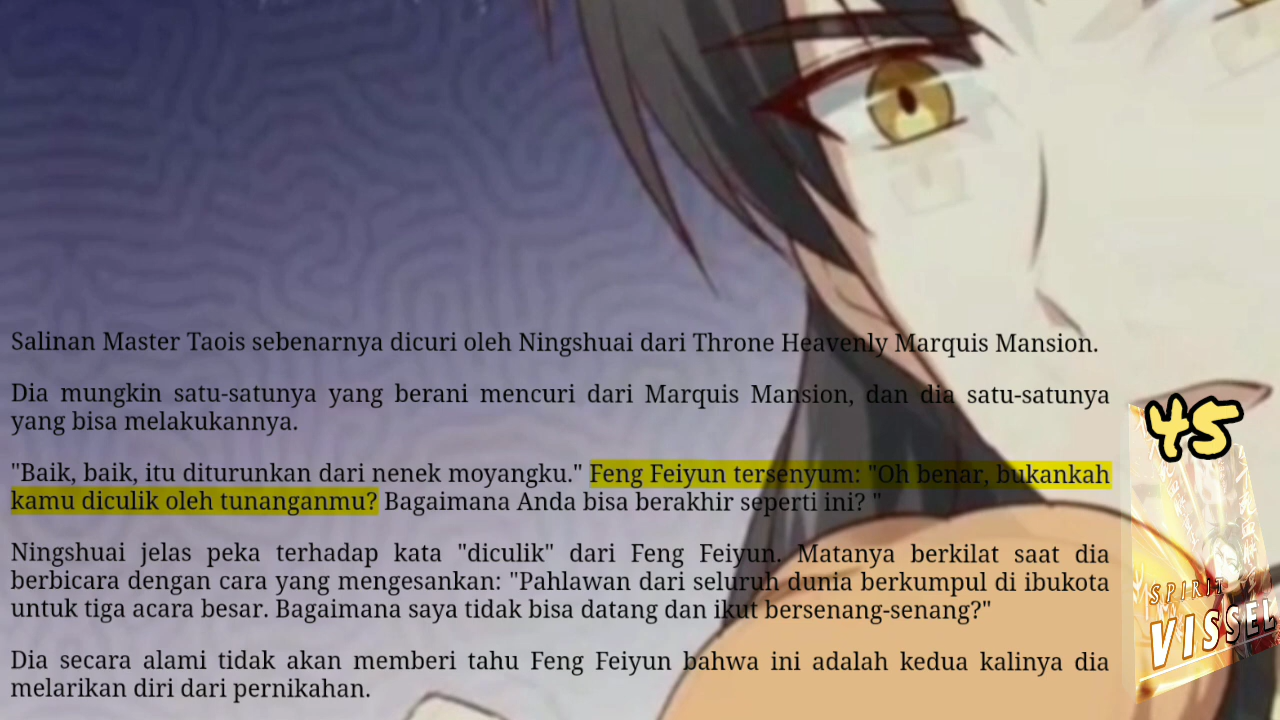 Salinan Master Taois sebenarnya dicuri oleh Ningshuai dari Throne Heavenly Marquis Mansion.
Dia mungkin satu-satunya yang berani mencuri dari Marquis Mansion, dan dia satu-satunya
yang bisa melakukannya.
"Baik, baik, itu diturunkan dari nenek moyangku." Feng Feiyun tersenyum: "Oh benar, bukankah
kamu diculik oleh tunanganmu? Bagaimana Anda bisa berakhir seperti ini? "
Ningshuai jelas peka terhadap kata "diculik" dari Feng Feiyun. Matanya berkilat saat dia
berbicara dengan cara yang mengesankan: "Pahlawan dari seluruh dunia berkumpul di ibukota
untuk tiga acara besar. Bagaimana saya tidak bisa datang dan ikut bersenang-senang?"
Dia secara alami tidak akan memberi tahu Feng Feiyun bahwa ini adalah kedua kalinya dia
melarikan diri dari pernikahan.
45
SPIRIT
VISSEL